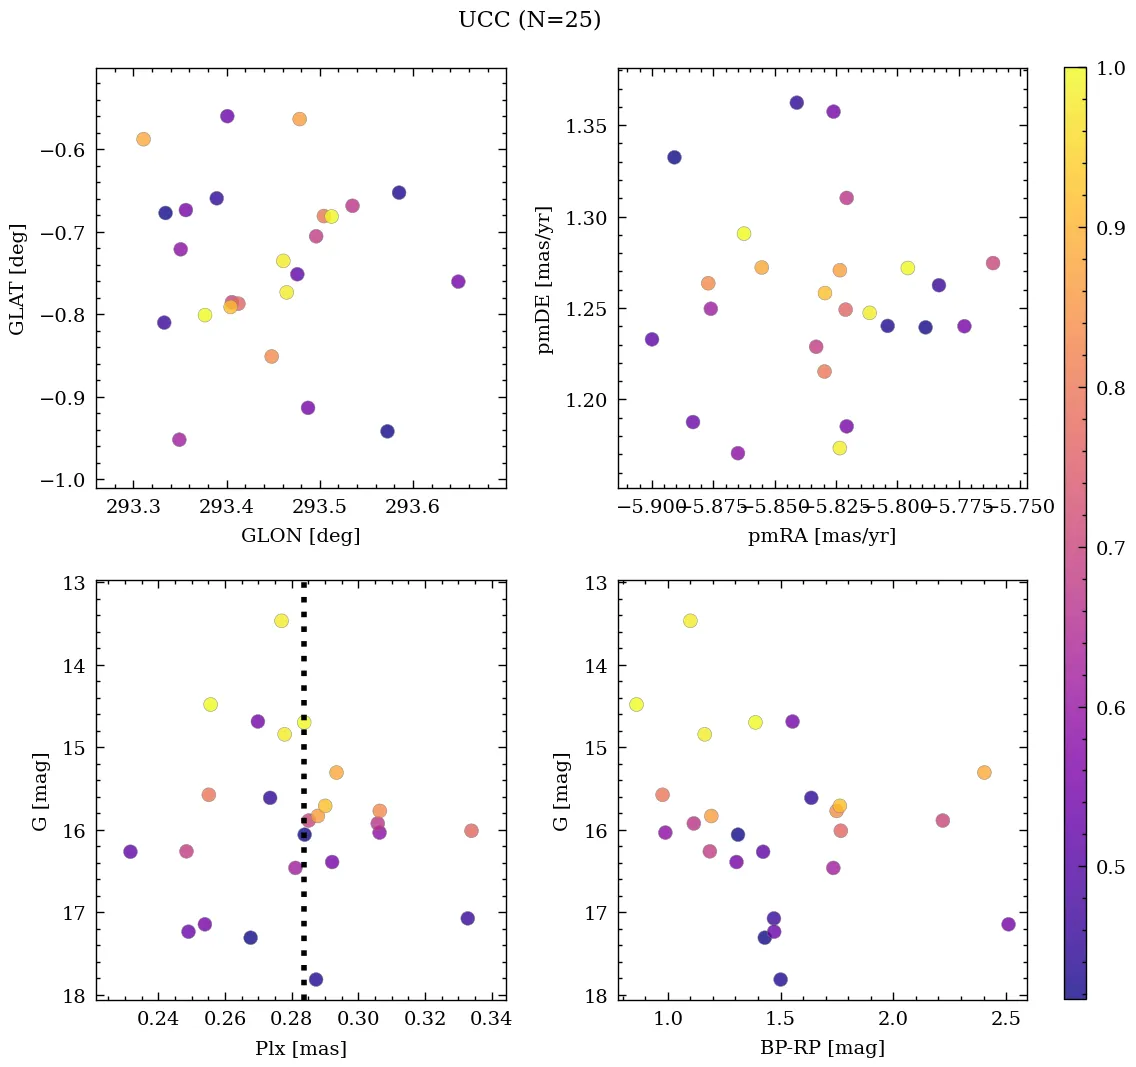 UCC (N=25)
−0.6
−0.7
−0.8
−0.9
−1.0
GLAT [deg]
293.3 293.4 293.5 293.6
GLON [deg]
1.35
1.30
1.25
1.20
pmDE [mas/yr]
−5.900 −5.875 −5.850 −5.825 −5.800 −5.775 −5.750
pmRA [mas/yr]
13
14
15
16
17
18
G [mag]
0.24 0.26 0.28 0.30 0.32 0.34
Plx [mas]
13
14
15
16
17
18
G [mag]
1.0 1.5 2.0 2.5
BP-RP [mag]
1.0
0.9
0.8
0.7
0.6
0.5